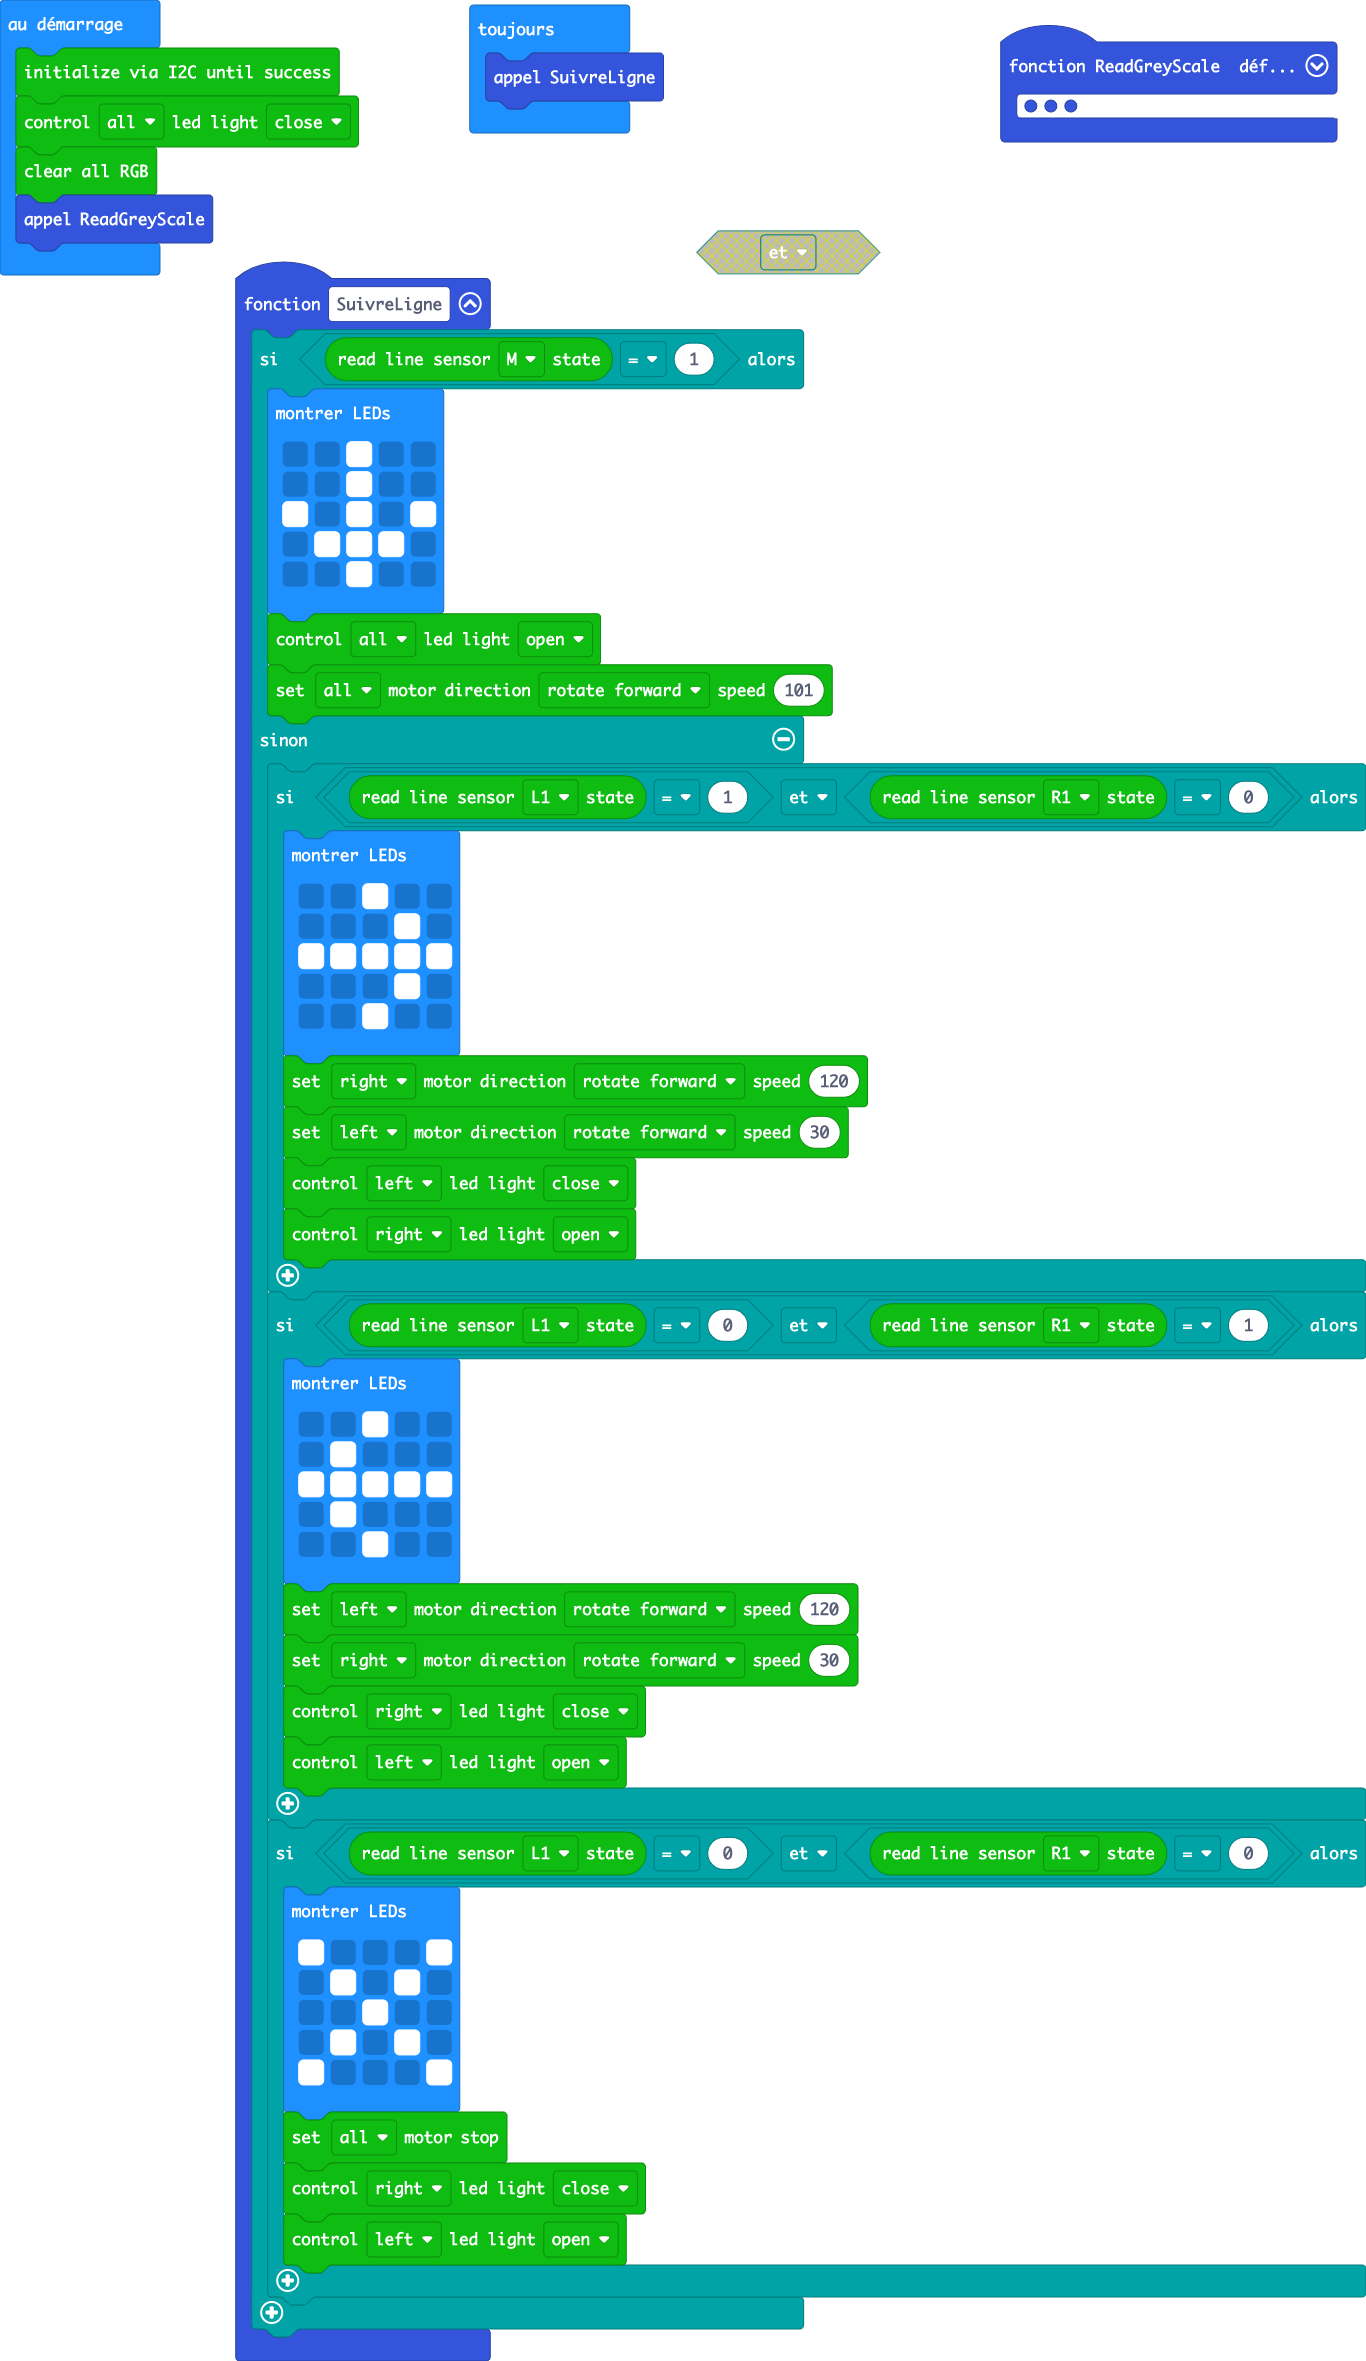 au démarrage
initialize via I2C until success
control all led light close
clear all RGB
appel ReadGreyScale
toujours
appel SuivreLigne
fonction ReadGreyScale déf...
et
fonction SuivreLigne
si read line sensor M state = 1 alors
montrer LEDs
control all led light open
set all motor direction rotate forward speed 101
sinon
si read line sensor L1 state = 1 et read line sensor R1 state = 0 alors
montrer LEDs
set right motor direction rotate forward speed 120
set left motor direction rotate forward speed 30
control left led light close
control right led light open
si read line sensor L1 state = 0 et read line sensor R1 state = 1 alors
montrer LEDs
set left motor direction rotate forward speed 120
set right motor direction rotate forward speed 30
control right led light close
control left led light open
si read line sensor L1 state = 0 et read line sensor R1 state = 0 alors
montrer LEDs
set all motor stop
control right led light close
control left led light open